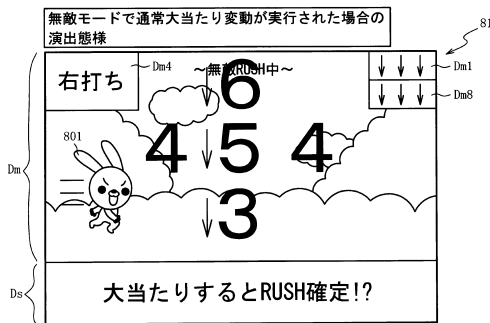 無敵モードで通常大当たり変動が実行された場合の
演出態様
81
右打ち
Dm4
～無敵RUSH中～
Dm1
Dm8
6
801
4 5 4
Dm
3
Ds
大当たりするとRUSH確定!?